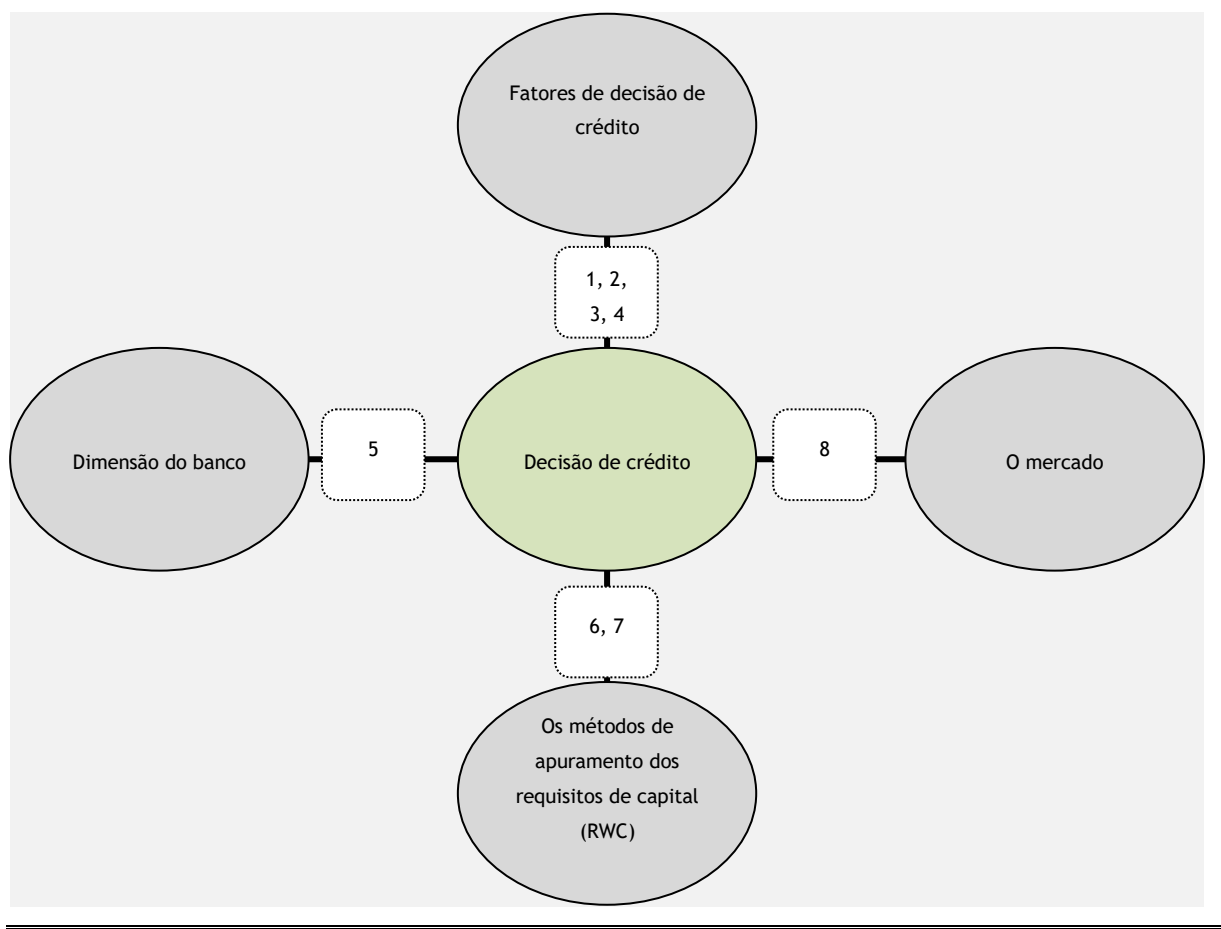 Fatores de decisão de
crédito
1, 2,
3, 4
Dimensão do banco
5
Decisão de crédito
8
O mercado
6, 7
Os métodos de
apuramento dos
requisitos de capital
(RWC)